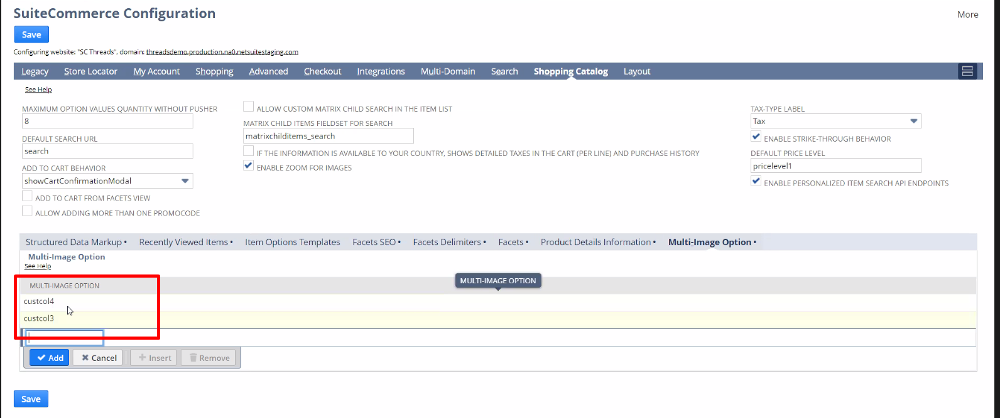 SuiteCommerce Configuration
More
Save
Configuring website: "SC Threads", domain: threadsdemo.production.na0.netsuitestaging.com
Legacy Store Locator My Account Shopping Advanced Checkout Integrations Multi-Domain Search Shopping Catalog Layout
See Help
MAXIMUM OPTION VALUES QUANTITY WITHOUT PUSHER
8
DEFAULT SEARCH URL
search
ADD TO CART BEHAVIOR
showCartConfirmationModal
ADD TO CART FROM FACETS VIEW
ALLOW ADDING MORE THAN ONE PROMOCODE
ALLOW CUSTOM MATRIX CHILD SEARCH IN THE ITEM LIST
MATRIX CHILD ITEMS FIELDSET FOR SEARCH
matrixchilditems_search
IF THE INFORMATION IS AVAILABLE TO YOUR COUNTRY, SHOWS DETAILED TAXES IN THE CART (PER LINE) AND PURCHASE HISTORY
ENABLE ZOOM FOR IMAGES
TAX-TYPE LABEL
Tax
ENABLE STRIKE-THROUGH BEHAVIOR
DEFAULT PRICE LEVEL
pricelevel1
ENABLE PERSONALIZED ITEM SEARCH API ENDPOINTS
Structured Data Markup • Recently Viewed Items • Item Options Templates Facets SEO • Facets Delimiters • Facets • Product Details Information • Multi-Image Option •
Multi-Image Option
See Help
MULTI-IMAGE OPTION
MULTI-IMAGE OPTION
custcol4
custcol3
Add Cancel Insert Remove
Save